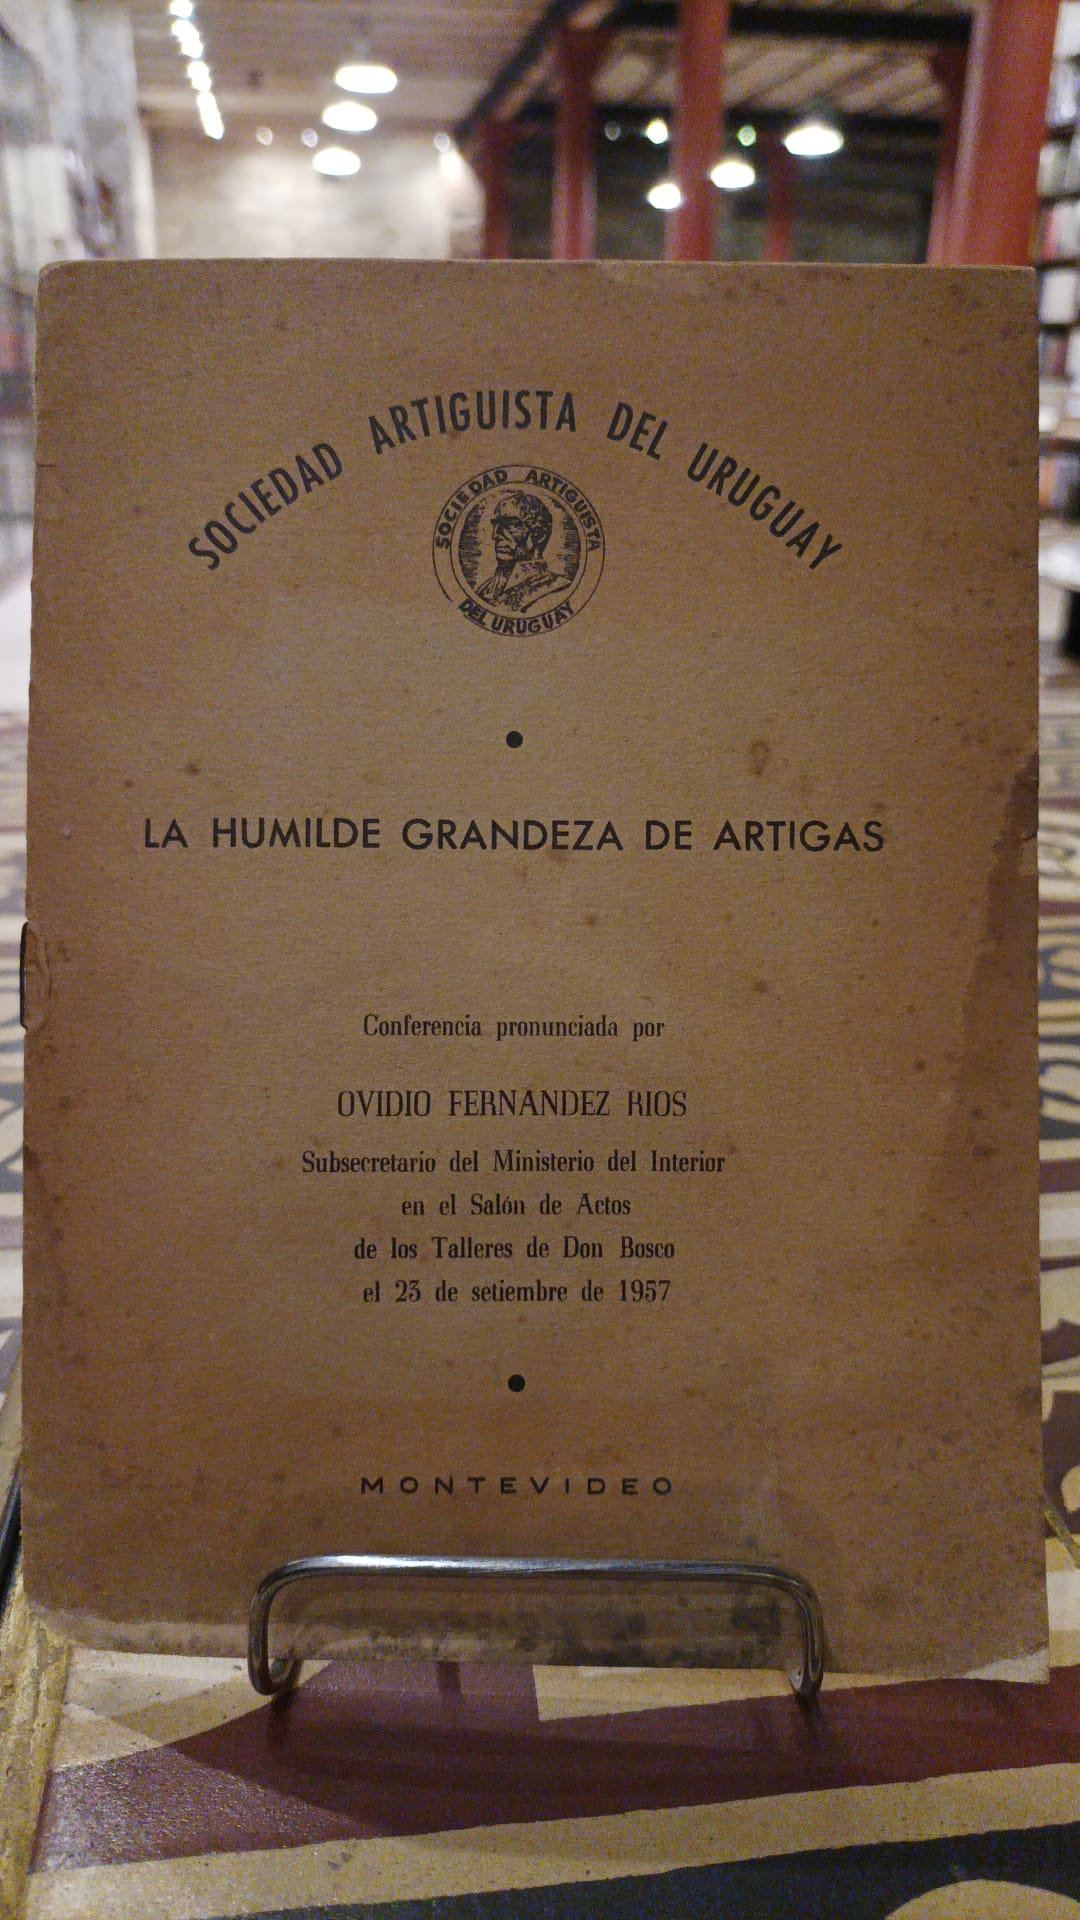 SOCIEDAD ARTIGUISTA DEL URUGUAY
SOCIEDAD ARTIGUISTA
DEL URUGUAY
LA HUMILDE GRANDEZA DE ARTIGAS
Conferencia pronunciada por
OVIDIO FERNANDEZ RIOS
Subsecretario del Ministerio del Interior
en el Salón de Actos
de los Talleres de Don Bosco
el 23 de setiembre de 1957
MONTEVIDEO